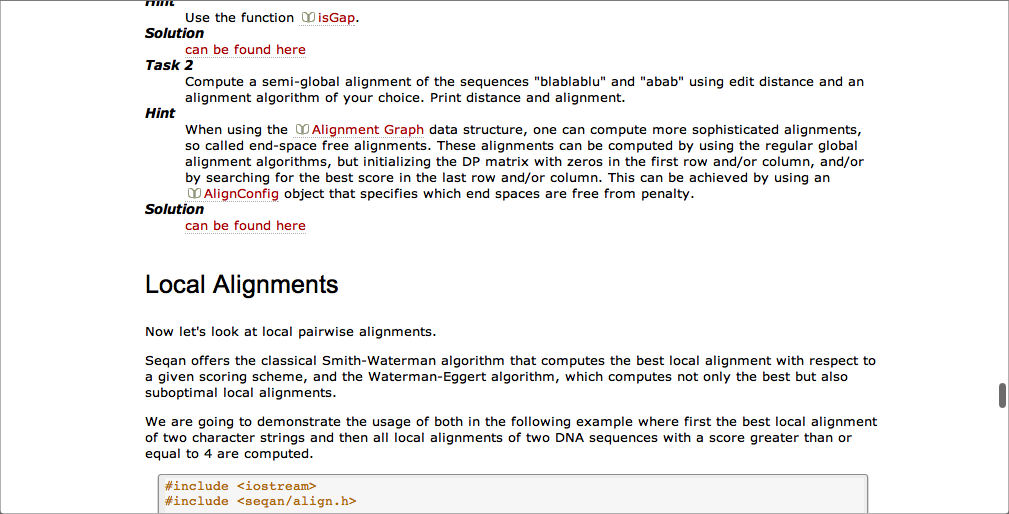 Hint
Use the function isGap.
Solution
can be found here
Task 2
Compute a semi-global alignment of the sequences "blablablu" and "abab" using edit distance and an
alignment algorithm of your choice. Print distance and alignment.
Hint
When using the Alignment Graph data structure, one can compute more sophisticated alignments,
so called end-space free alignments. These alignments can be computed by using the regular global
alignment algorithms, but initializing the DP matrix with zeros in the first row and/or column, and/or
by searching for the best score in the last row and/or column. This can be achieved by using an
AlignConfig object that specifies which end spaces are free from penalty.
Solution
can be found here
Local Alignments
Now let's look at local pairwise alignments.
Seqan offers the classical Smith-Waterman algorithm that computes the best local alignment with respect to
a given scoring scheme, and the Waterman-Eggert algorithm, which computes not only the best but also
suboptimal local alignments.
We are going to demonstrate the usage of both in the following example where first the best local alignment
of two character strings and then all local alignments of two DNA sequences with a score greater than or
equal to 4 are computed.
#include <iostream>
#include <seqan/align.h>